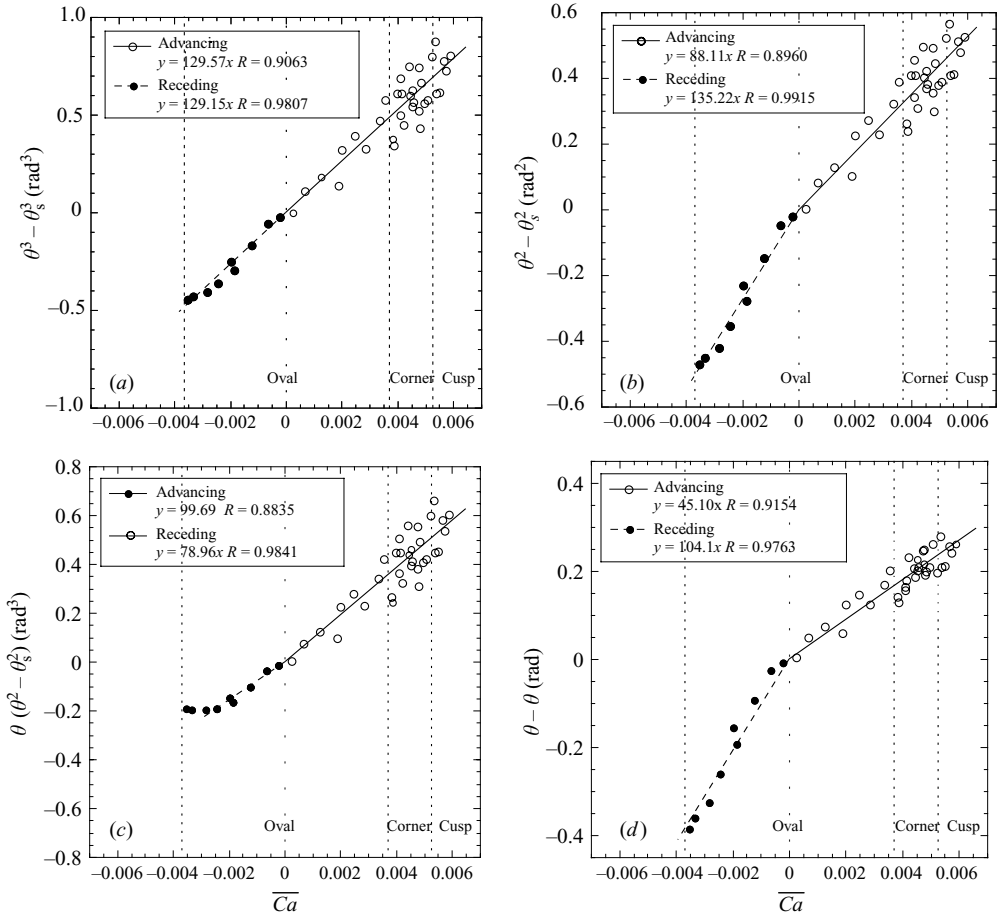 1.0
0.5
0
–0.5
–1.0
θ³ – θₛ³ (rad³)
Advancing
y = 129.57x R = 0.9063
Receding
y = 129.15x R = 0.9807
(a)
Oval
Corner
Cusp
–0.006 –0.004 –0.002 0 0.002 0.004 0.006
0.6
0.4
0.2
0
–0.2
–0.4
–0.6
θ² – θₛ² (rad²)
Advancing
y = 88.11x R = 0.8960
Receding
y = 135.22x R = 0.9915
(b)
Oval
Corner
Cusp
–0.006 –0.004 –0.002 0 0.002 0.004 0.006
0.8
0.6
0.4
0.2
0
–0.2
–0.4
–0.6
–0.8
θ (θ² – θₛ²) (rad³)
Advancing
y = 99.69 R = 0.8835
Receding
y = 78.96x R = 0.9841
(c)
Oval
Corner
Cusp
–0.006 –0.004 –0.002 0 0.002 0.004 0.006
C̅a̅
0.4
0.2
0
–0.2
–0.4
θ – θ (rad)
Advancing
y = 45.10x R = 0.9154
Receding
y = 104.1x R = 0.9763
(d)
Oval
Corner
Cusp
–0.006 –0.004 –0.002 0 0.002 0.004 0.006
C̅a̅